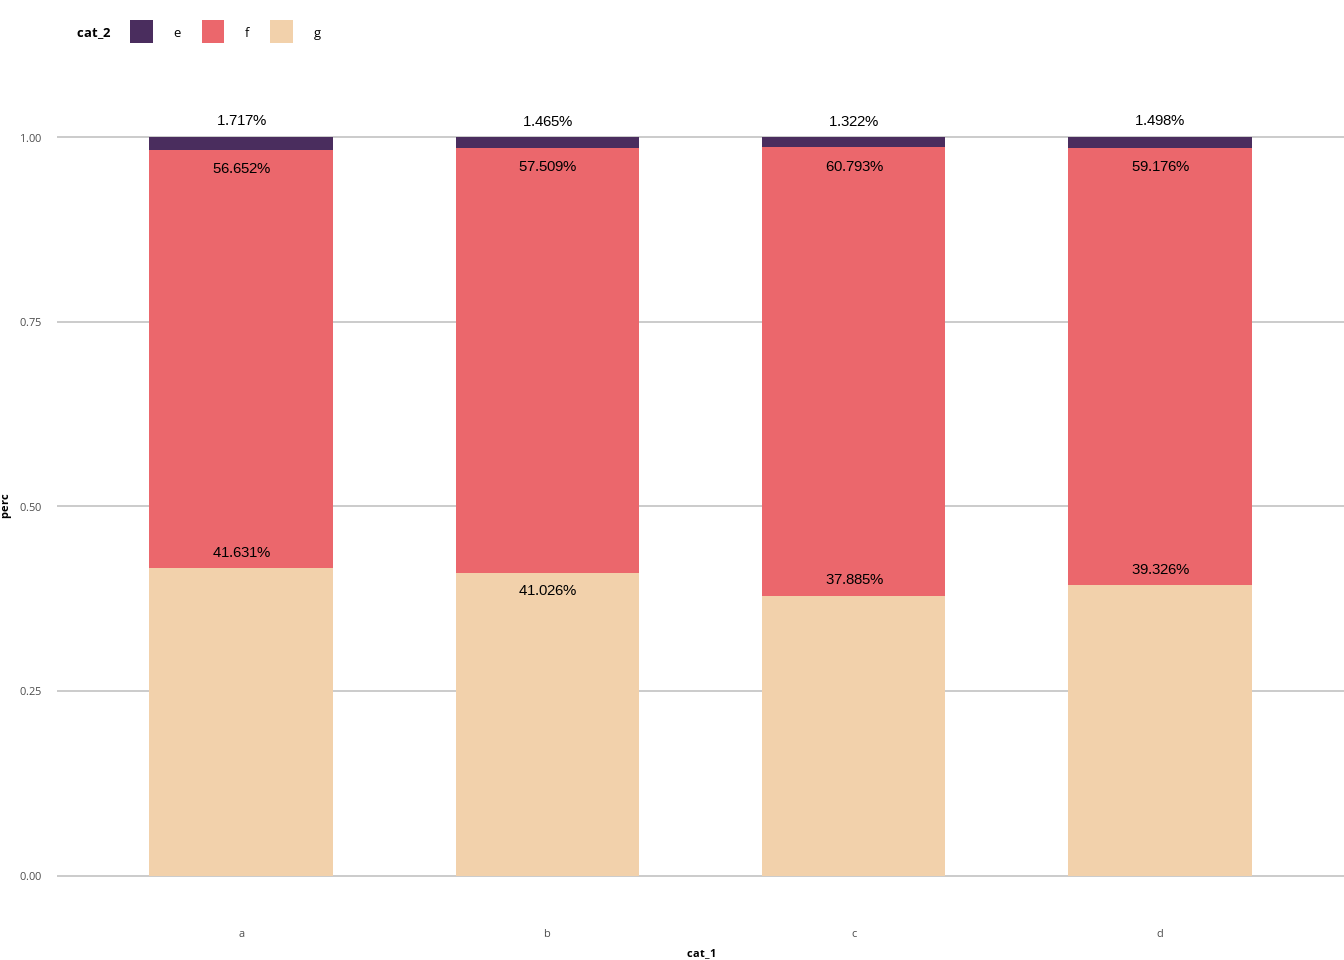 cat_2 e f g
1.717% 1.465% 1.322% 1.498%
1.00
56.652% 57.509% 60.793% 59.176%
0.75
perc
0.50
41.631% 41.026% 37.885% 39.326%
0.25
0.00
a b c d
cat_1